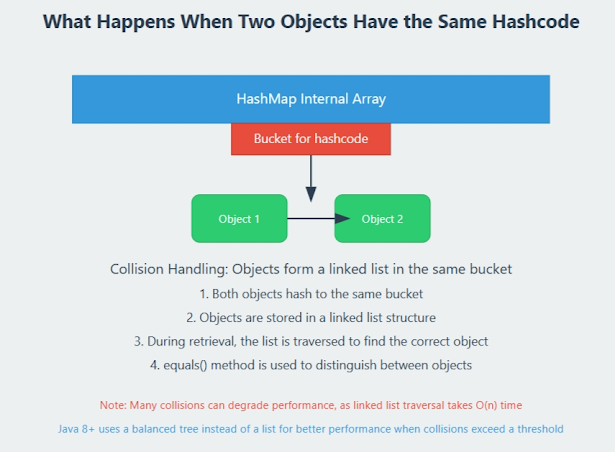 What Happens When Two Objects Have the Same Hashcode
HashMap Internal Array
Bucket for hashcode
Object 1
Object 2
Collision Handling: Objects form a linked list in the same bucket
1. Both objects hash to the same bucket
2. Objects are stored in a linked list structure
3. During retrieval, the list is traversed to find the correct object
4. equals() method is used to distinguish between objects
Note: Many collisions can degrade performance, as linked list traversal takes O(n) time
Java 8+ uses a balanced tree instead of a list for better performance when collisions exceed a threshold